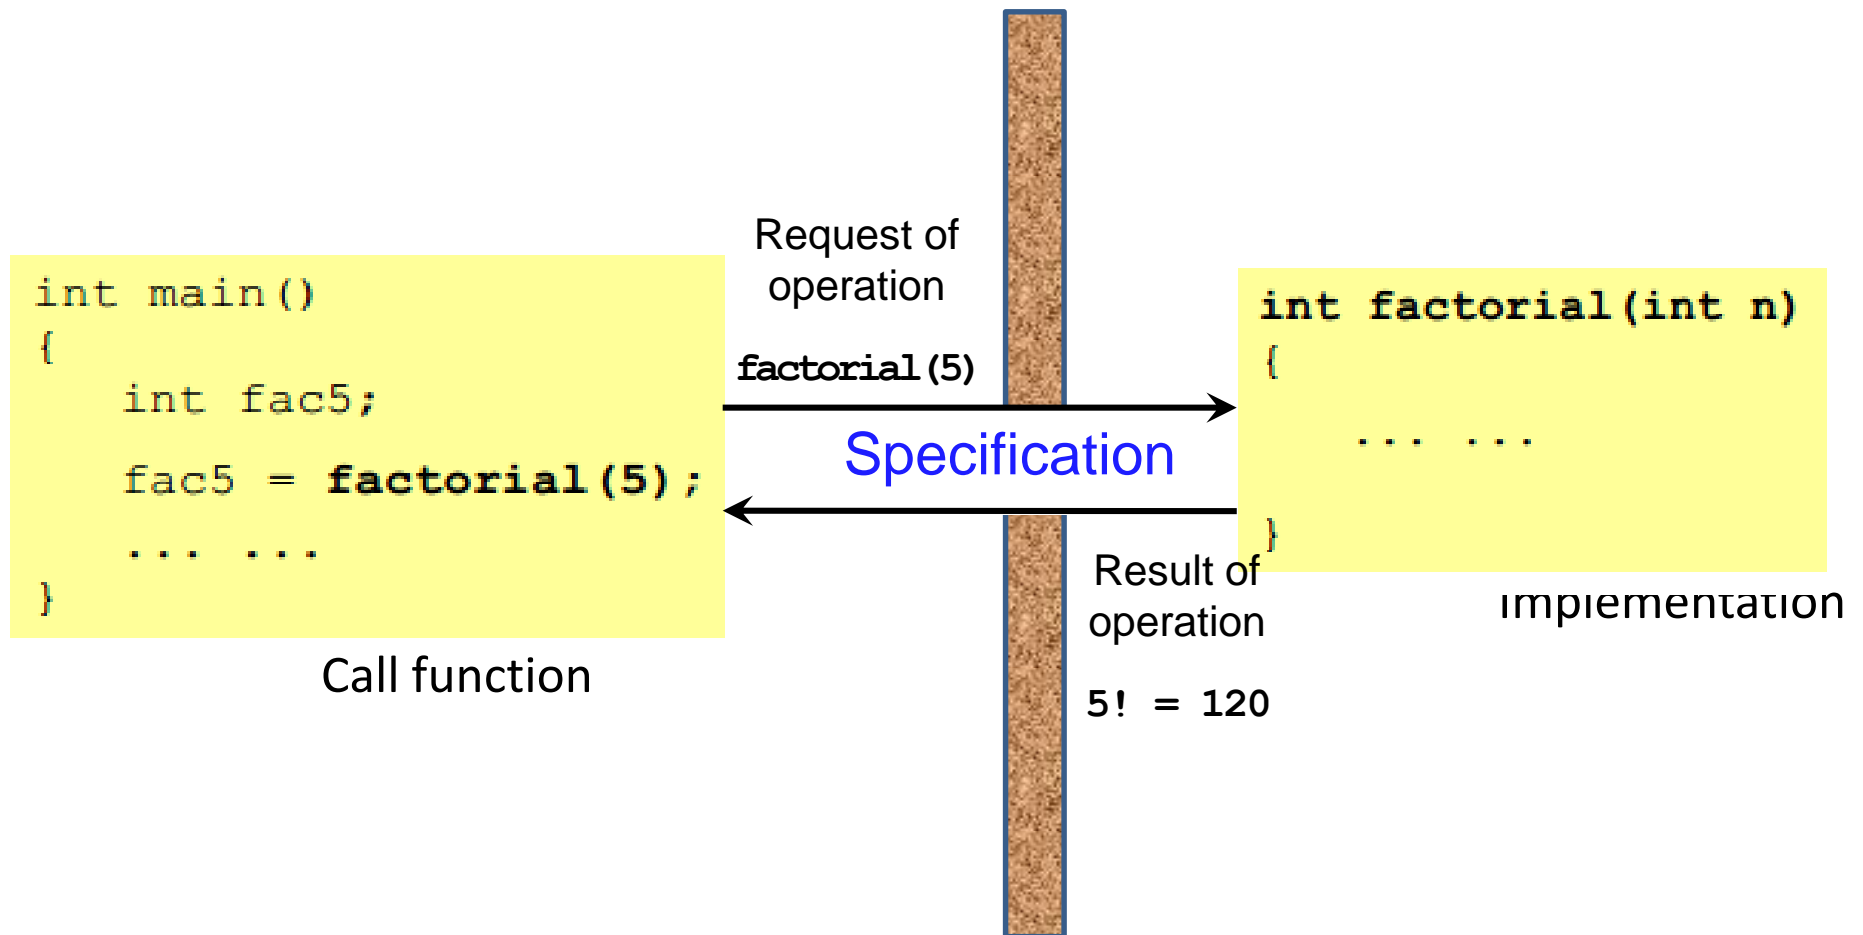 int main()
{
int fac5;
fac5 = factorial(5);
... ...
}
Call function
Request of
operation
factorial(5)
Specification
Result of
operation
5! = 120
int factorial(int n)
{
... ...
}
Implementation